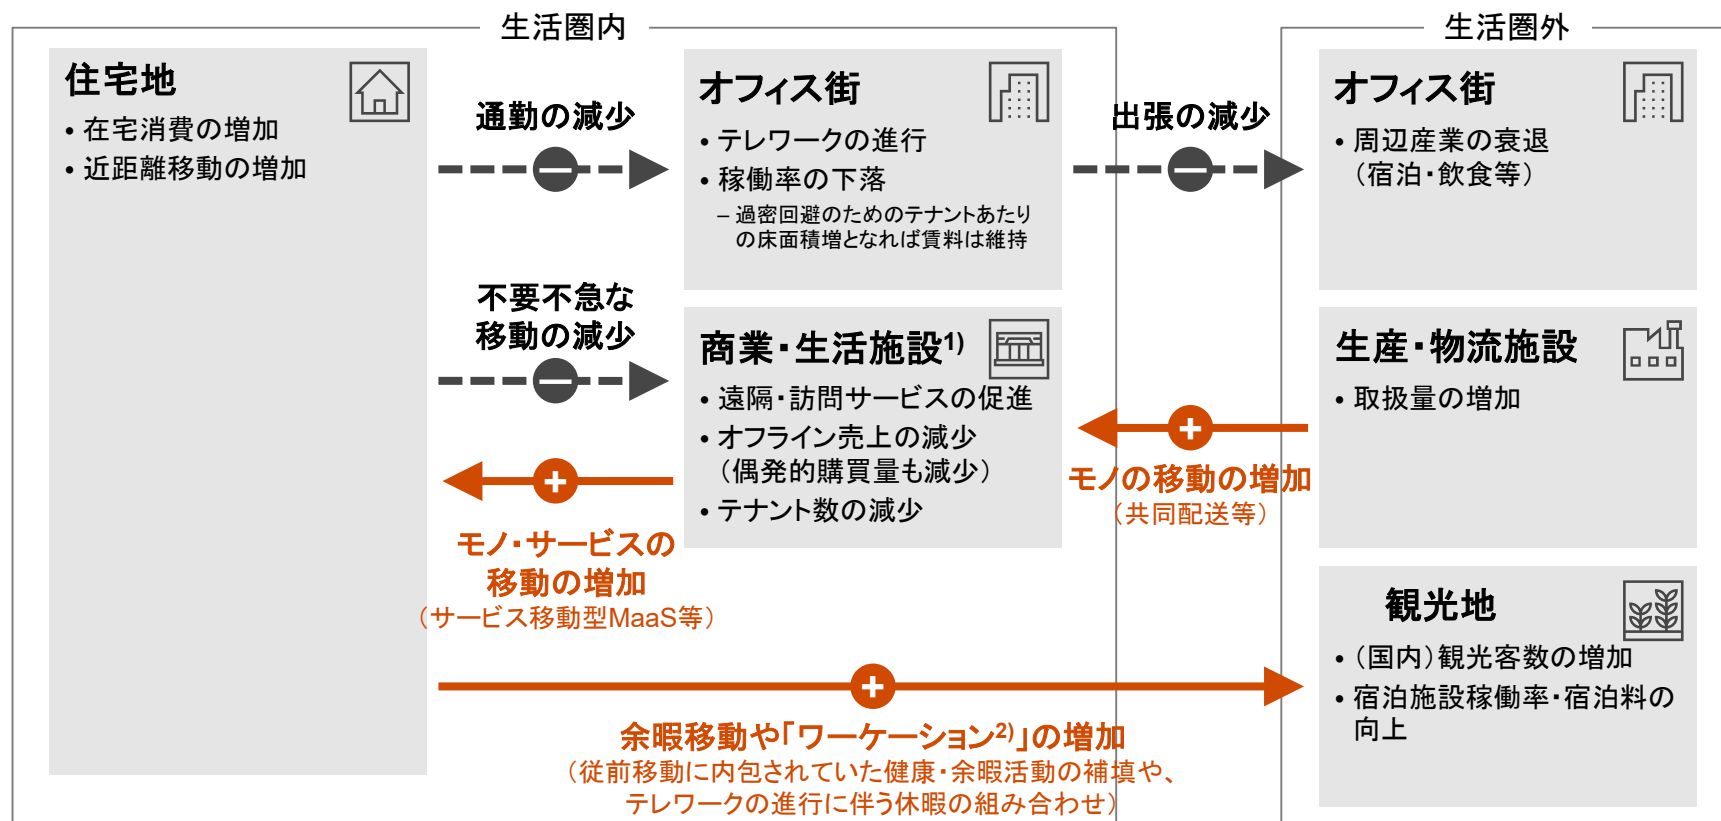 生活圏内
生活圏外
住宅地
• 在宅消費の増加
• 近距離移動の増加
通勤の減少
オフィス街
• テレワークの進行
• 稼働率の下落
– 過密回避のためのテナントあたり
の床面積増となれば賃料は維持
出張の減少
オフィス街
• 周辺産業の衰退
（宿泊・飲食等）
不要不急な
移動の減少
商業・生活施設1)
• 遠隔・訪問サービスの促進
• オフライン売上の減少
（偶発的購買量も減少）
• テナント数の減少
生産・物流施設
• 取扱量の増加
モノの移動の増加
（共同配送等）
モノ・サービスの
移動の増加
（サービス移動型MaaS等）
観光地
• （国内）観光客数の増加
• 宿泊施設稼働率・宿泊料の
向上
余暇移動や「ワーケーション2)」の増加
（従前移動に内包されていた健康・余暇活動の補填や、
テレワークの進行に伴う休暇の組み合わせ）